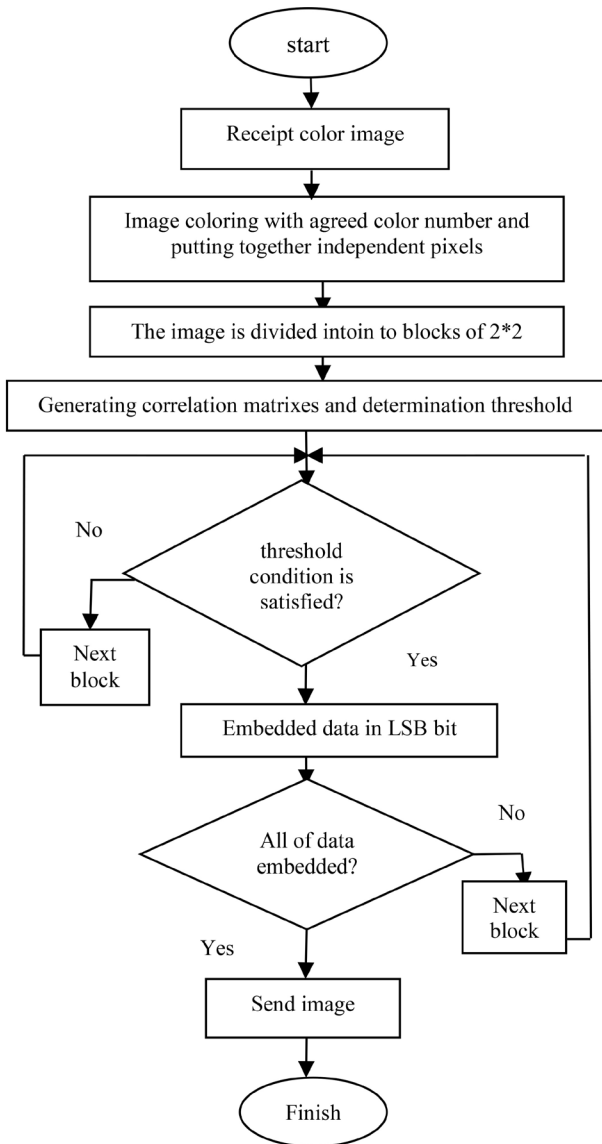 start
Receipt color image
Image coloring with agreed color number and
putting together independent pixels
The image is divided intoin to blocks of 2*2
Generating correlation matrixes and determination threshold
No
threshold
condition is
satisfied?
Next
block
Yes
Embedded data in LSB bit
No
All of data
embedded?
Next
block
Yes
Send image
Finish